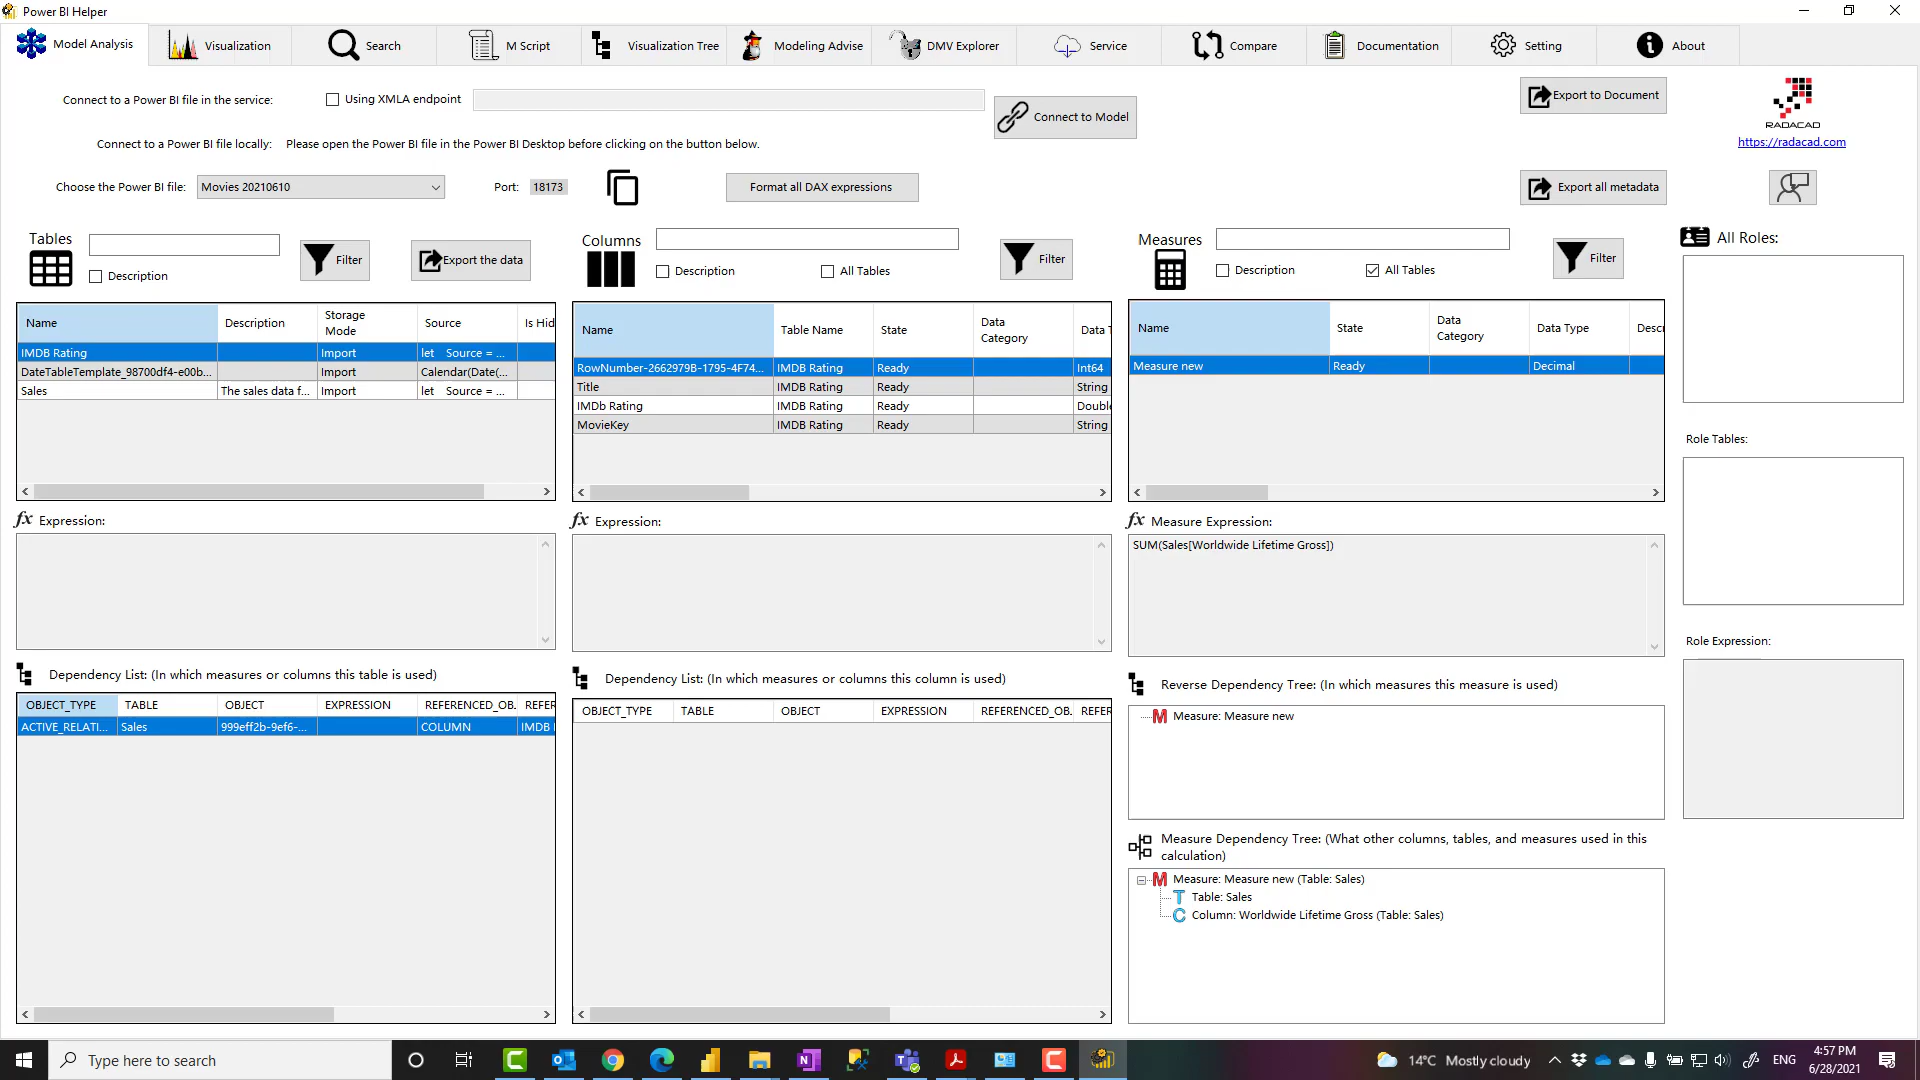 Power BI Helper
Model Analysis
Visualization
Search
M Script
Visualization Tree
Modeling Advise
DMV Explorer
Service
Compare
Documentation
Setting
About
Connect to a Power BI file in the service:
Using XMLA endpoint
Connect to Model
Export to Document
RADACAD
https://radacad.com
Connect to a Power BI file locally: Please open the Power BI file in the Power BI Desktop before clicking on the button below.
Choose the Power BI file: Movies 20210610
Port: 18173
Format all DAX expressions
Export all metadata
Tables
Description
Filter
Export the data
Name Description Storage Mode Source Is Hid
IMDB Rating Import let Source = ...
DateTableTemplate_98700df4-e00b... Import Calendar(Date(...
Sales The sales data f... Import let Source = ...
fx Expression:
Dependency List: (In which measures or columns this table is used)
OBJECT_TYPE TABLE OBJECT EXPRESSION REFERENCED_OB. REFER
ACTIVE_RELATI... Sales 999eff2b-9ef6-... COLUMN IMDB
Columns
Description
All Tables
Filter
Name Table Name State Data Category Data T
RowNumber-2662979B-1795-4F74... IMDB Rating Ready Int64
Title IMDB Rating Ready String
IMDb Rating IMDB Rating Ready Double
MovieKey IMDB Rating Ready String
fx Expression:
Dependency List: (In which measures or columns this column is used)
OBJECT_TYPE TABLE OBJECT EXPRESSION REFERENCED_OB. REFER
Measures
Description
All Tables
Filter
Name State Data Category Data Type Descr
Measure new Ready Decimal
fx Measure Expression:
SUM(Sales[Worldwide Lifetime Gross])
Reverse Dependency Tree: (In which measures this measure is used)
M Measure: Measure new
Measure Dependency Tree: (What other columns, tables, and measures used in this
calculation)
M Measure: Measure new (Table: Sales)
T Table: Sales
C Column: Worldwide Lifetime Gross (Table: Sales)
All Roles:
Role Tables:
Role Expression:
Type here to search
14°C Mostly cloudy
ENG
4:57 PM
6/28/2021